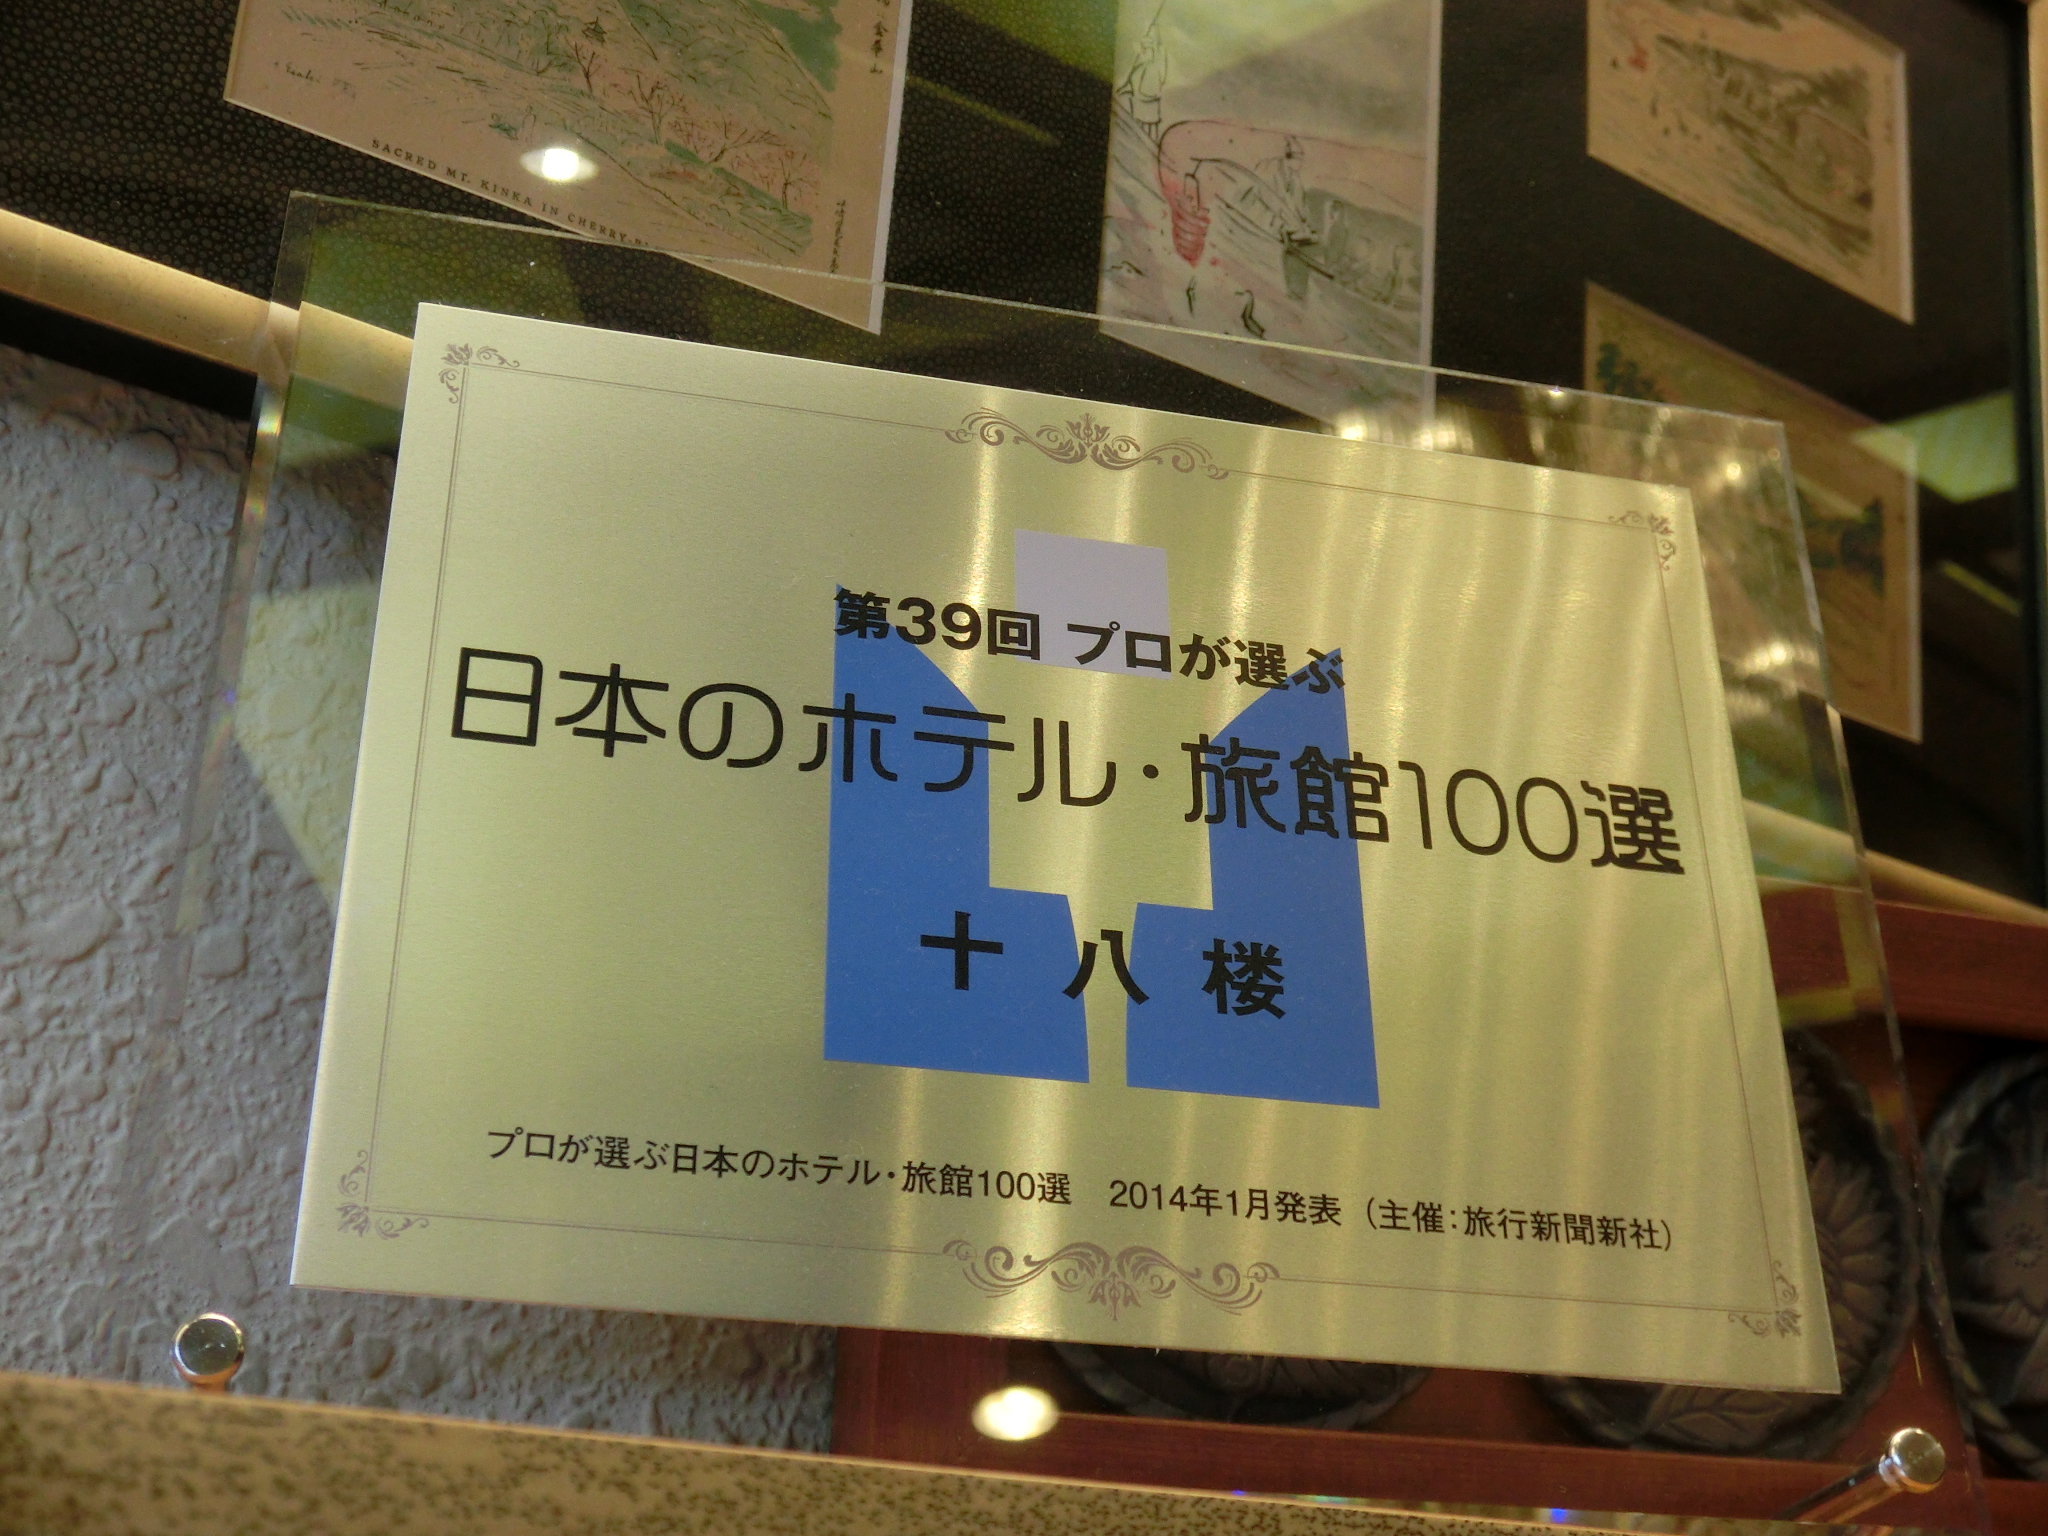 金華山
SACRED MT. KINKA IN CHERRY-
第39回 プロが選ぶ
日本のホテル・旅館100選
十八楼
プロが選ぶ日本のホテル・旅館100選 2014年1月発表（主催：旅行新聞新社）